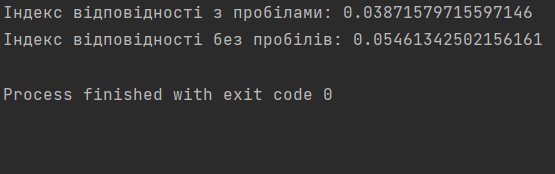 Індекс відповідності з пробілами: 0.03871579715597146
Індекс відповідності без пробілів: 0.05461342502156161
Process finished with exit code 0